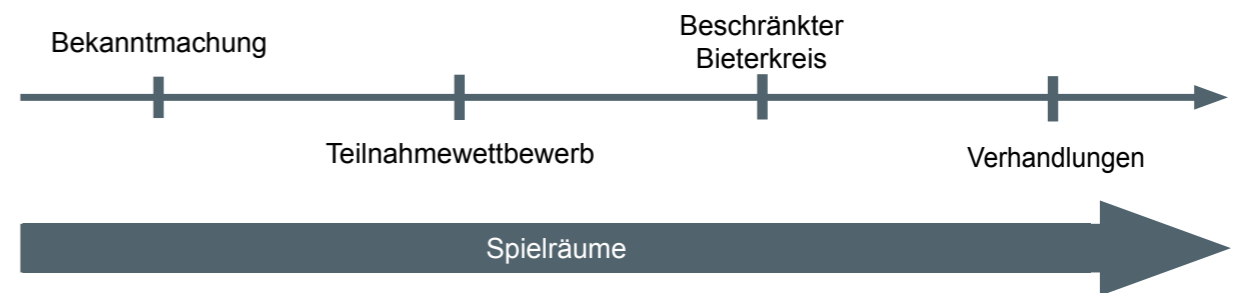 Bekanntmachung
Beschränkter
Bieterkreis
Teilnahmewettbewerb
Verhandlungen
Spielräume